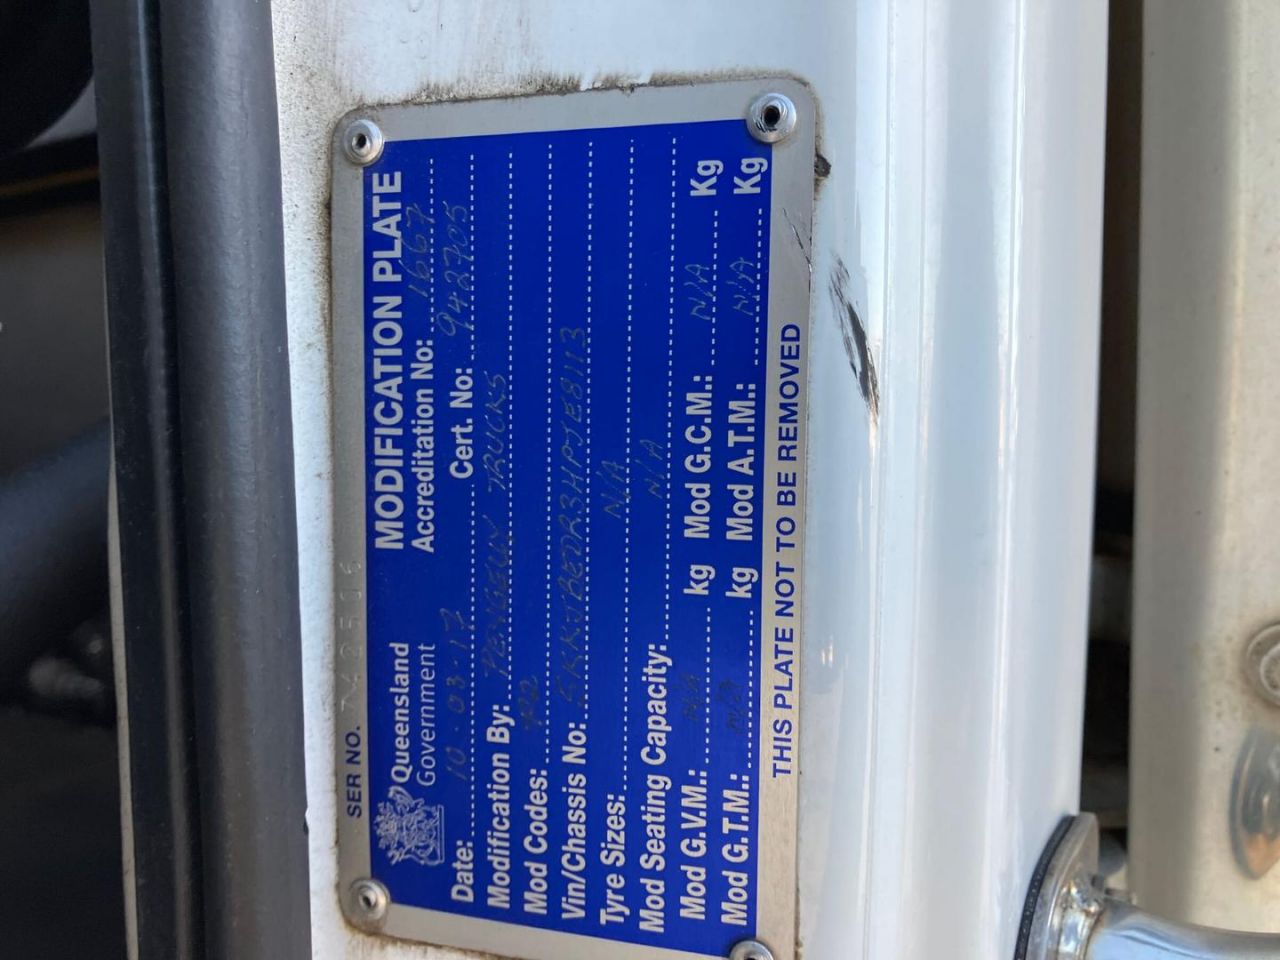 SER NO.
Queensland
Government
MODIFICATION PLATE
Accreditation No: 1667
Date: 10-03-17 Cert. No: 942705
Modification By: PENGELLY TRUCKS
Mod Codes:
Vin/Chassis No:
Tyre Sizes: N/A
Mod Seating Capacity: N/A
Mod G.V.M.: N/A kg Mod G.C.M.: N/A Kg
Mod G.T.M.: N/A kg Mod A.T.M.: N/A Kg
THIS PLATE NOT TO BE REMOVED